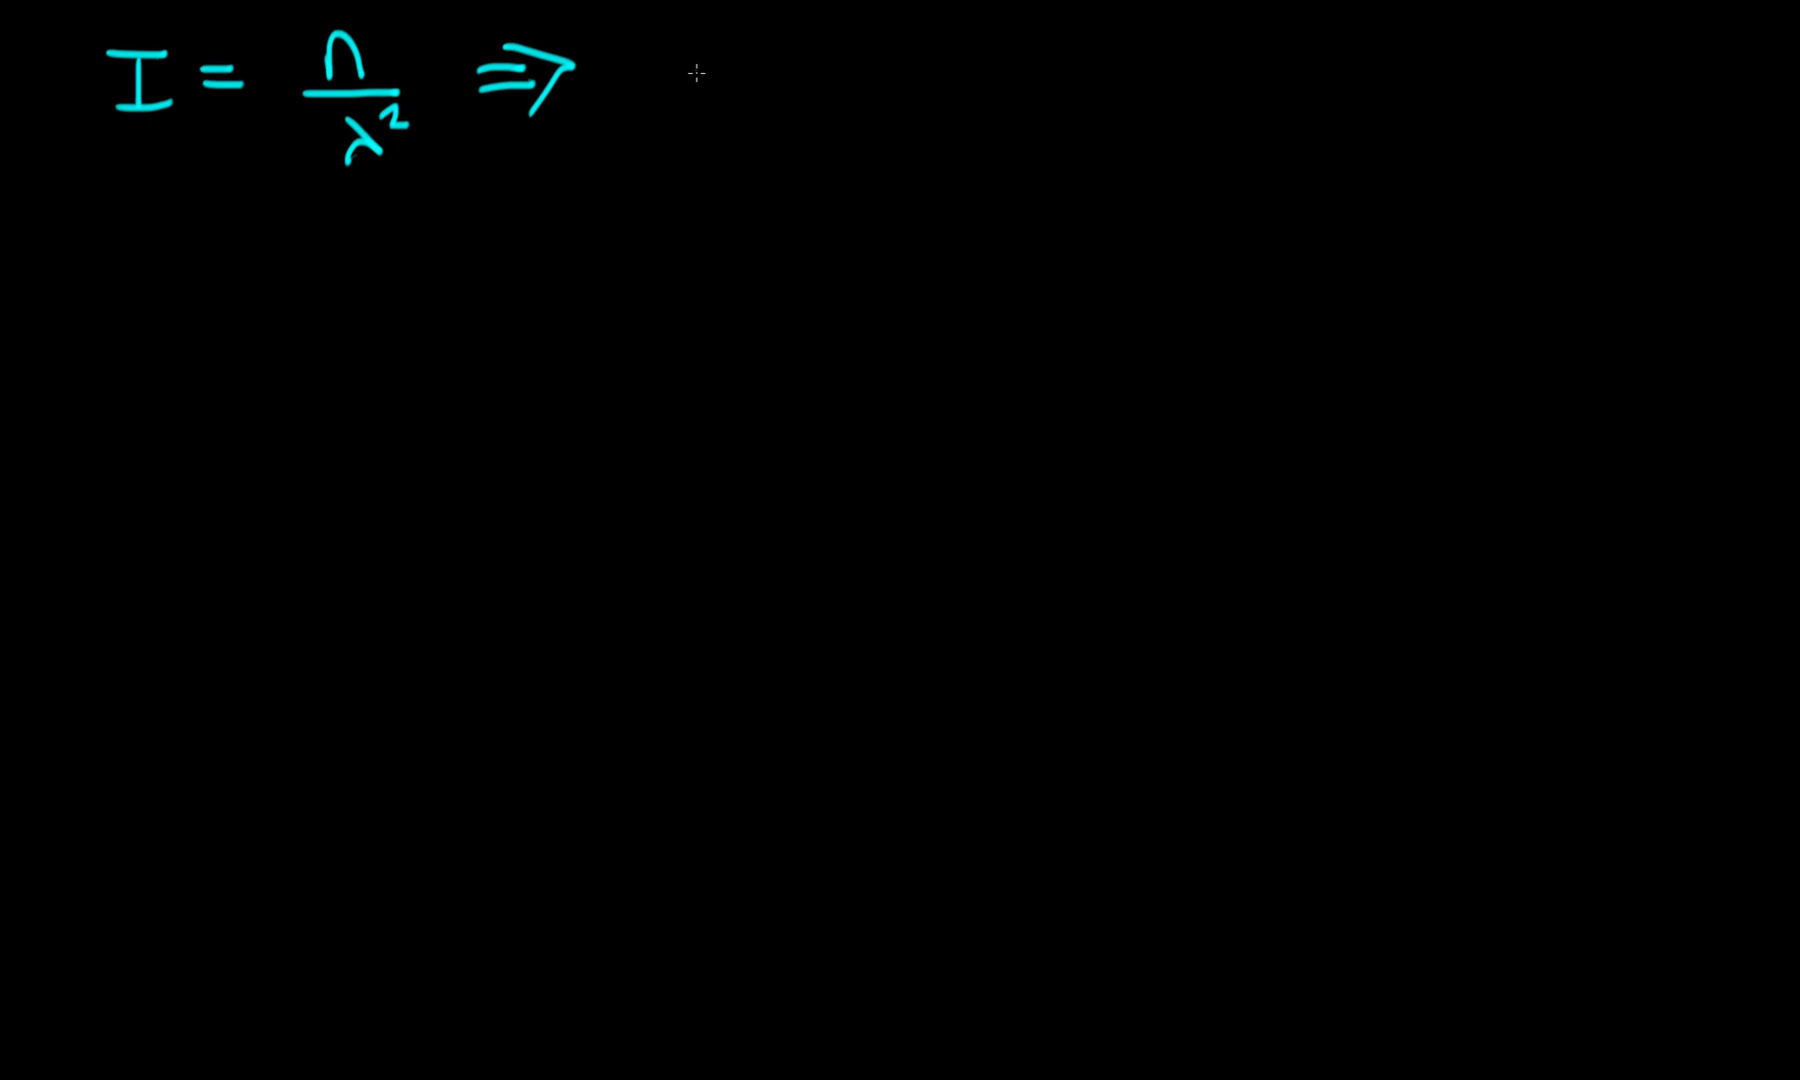 I = n/λ² ⇒